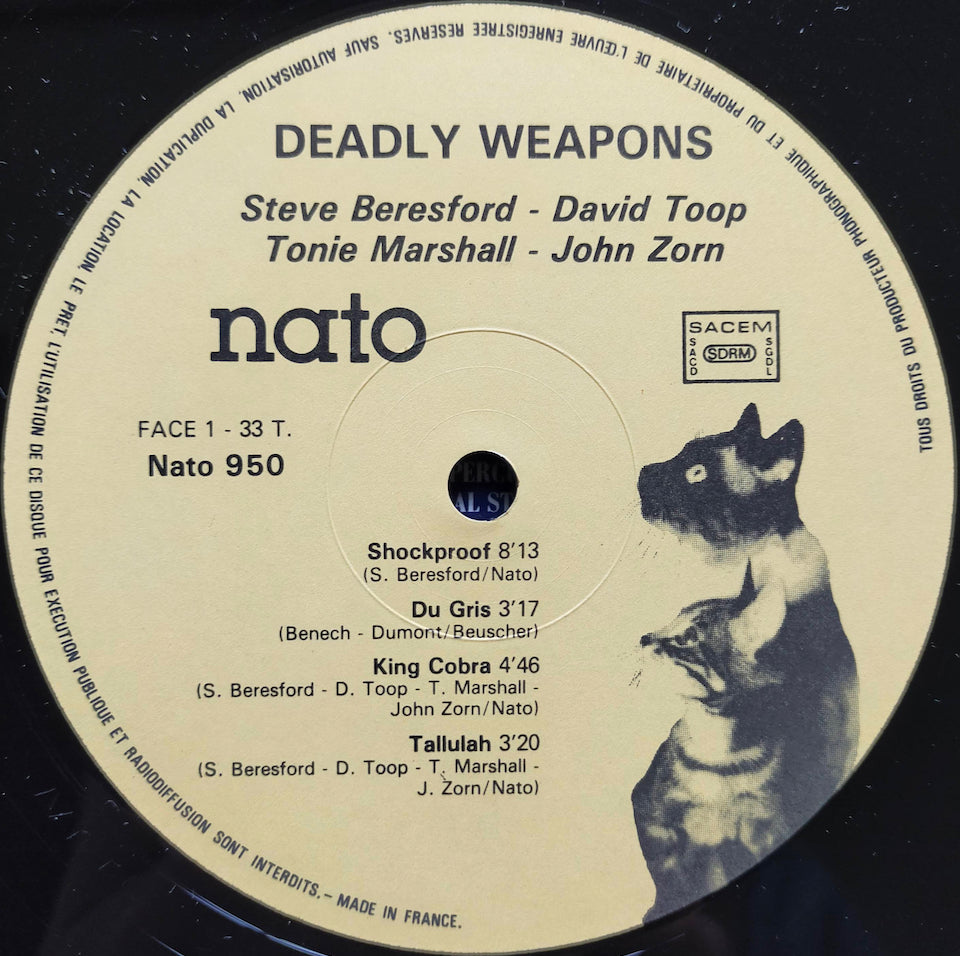 DEADLY WEAPONS
Steve Beresford - David Toop
Tonie Marshall - John Zorn
nato
SACEM
SACD
SDRM
SGDL
FACE 1 - 33 T.
Nato 950
PERC
AL ST
Shockproof 8'13
(S. Beresford/Nato)
Du Gris 3'17
(Benech - Dumont/Beuscher)
King Cobra 4'46
(S. Beresford - D. Toop - T. Marshall -
John Zorn/Nato)
Tallulah 3'20
(S. Beresford - D. Toop - T. Marshall -
J. Zorn/Nato)
TOUS DROITS DU PRODUCTEUR PHONOGRAPHIQUE ET DU PROPRIETAIRE DE L'ŒUVRE ENREGISTREE RESERVES. SAUF AUTORISATION, LA DUPLICATION, LA LOCATION, LE PRET, L'UTILISATION DE CE DISQUE POUR EXECUTION PUBLIQUE ET RADIODIFFUSION SONT INTERDITS. – MADE IN FRANCE.